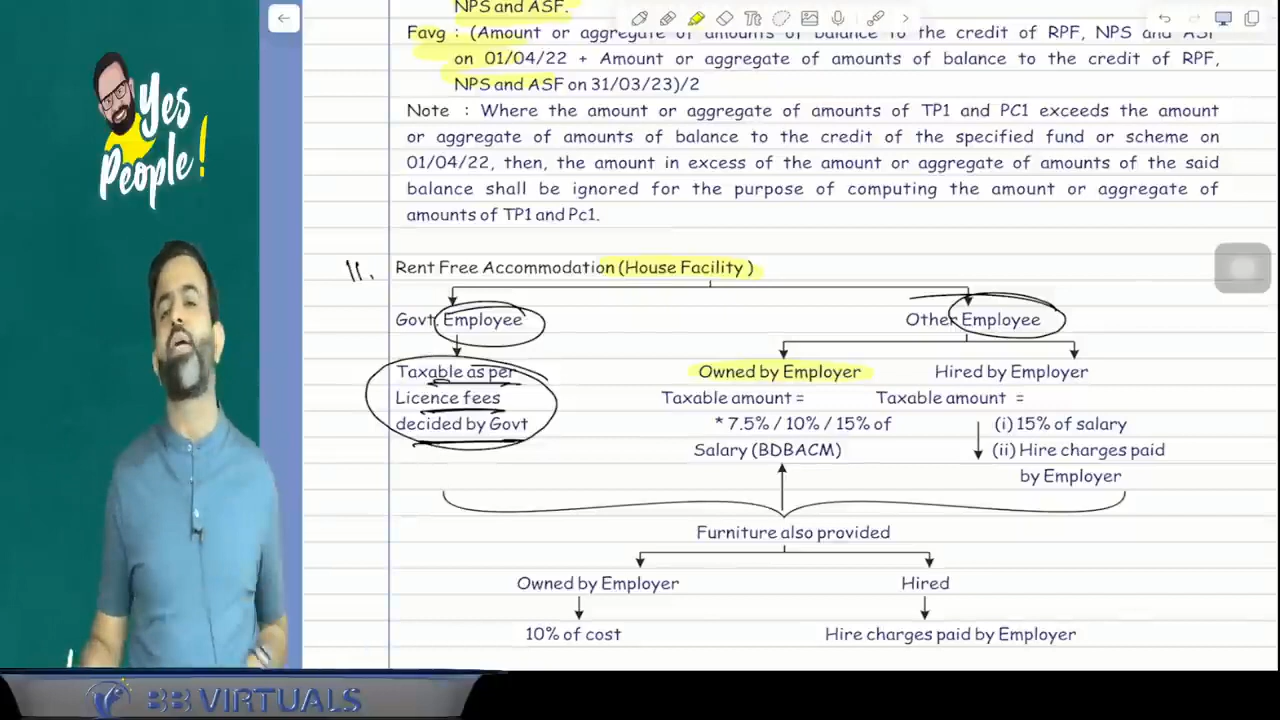 NPS and ASF.
Favg : (Amount or aggregate of amounts of balance to the credit of RPF, NPS and ASF
on 01/04/22 + Amount or aggregate of amounts of balance to the credit of RPF,
NPS and ASF on 31/03/23)/2
Note : Where the amount or aggregate of amounts of TP1 and PC1 exceeds the amount
or aggregate of amounts of balance to the credit of the specified fund or scheme on
01/04/22, then, the amount in excess of the amount or aggregate of amounts of the said
balance shall be ignored for the purpose of computing the amount or aggregate of
amounts of TP1 and Pc1.
11. Rent Free Accommodation (House Facility )
Govt. Employee
Other Employee
Taxable as per
Licence fees
decided by Govt
Owned by Employer
Taxable amount =
* 7.5% / 10% / 15% of
Salary (BDBACM)
Hired by Employer
Taxable amount =
(i) 15% of salary
(ii) Hire charges paid
by Employer
Furniture also provided
Owned by Employer
Hired
10% of cost
Hire charges paid by Employer
Yes
People!
BB VIRTUALS